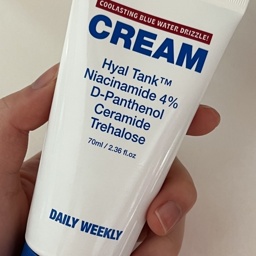 COOLASTING BLUE WATER DRIZZLE!
CREAM
Hyal Tank™
Niacinamide 4%
D-Panthenol
Ceramide
Trehalose
70ml / 2.36 fl.oz
DAILY WEEKLY